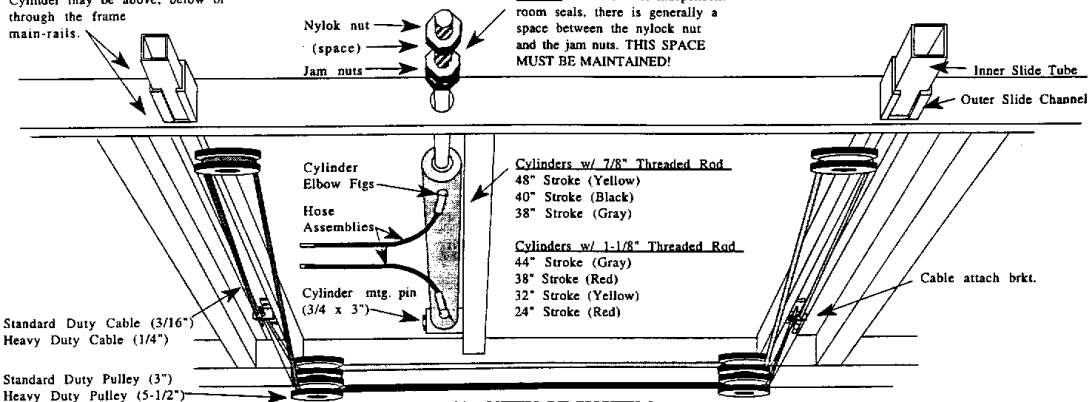 Cylinder may be above, below or
through the frame
main-rails.
Nylok nut
(space)
Jam nuts
room seals, there is generally a
space between the nylock nut
and the jam nuts. THIS SPACE
MUST BE MAINTAINED!
Inner Slide Tube
Outer Slide Channel
Cylinder
Elbow Ftgs
Hose
Assemblies
Cylinder mtg. pin
(3/4 x 3")
Cylinders w/ 7/8" Threaded Rod
48" Stroke (Yellow)
40" Stroke (Black)
38" Stroke (Gray)
Cylinders w/ 1-1/8" Threaded Rod
44" Stroke (Gray)
38" Stroke (Red)
32" Stroke (Yellow)
24" Stroke (Red)
Cable attach brkt.
Standard Duty Cable (3/16")
Heavy Duty Cable (1/4")
Standard Duty Pulley (3")
Heavy Duty Pulley (5-1/2")